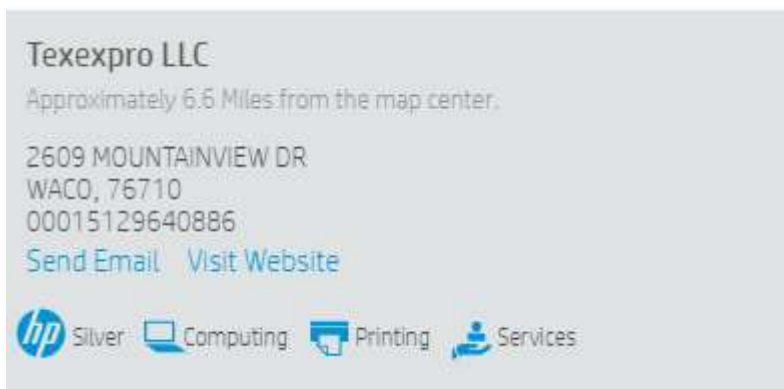 Texexpro LLC
Approximately 6.6 Miles from the map center.
2609 MOUNTAINVIEW DR
WACO, 76710
00015129640886
Send Email Visit Website
hp Silver Computing Printing Services